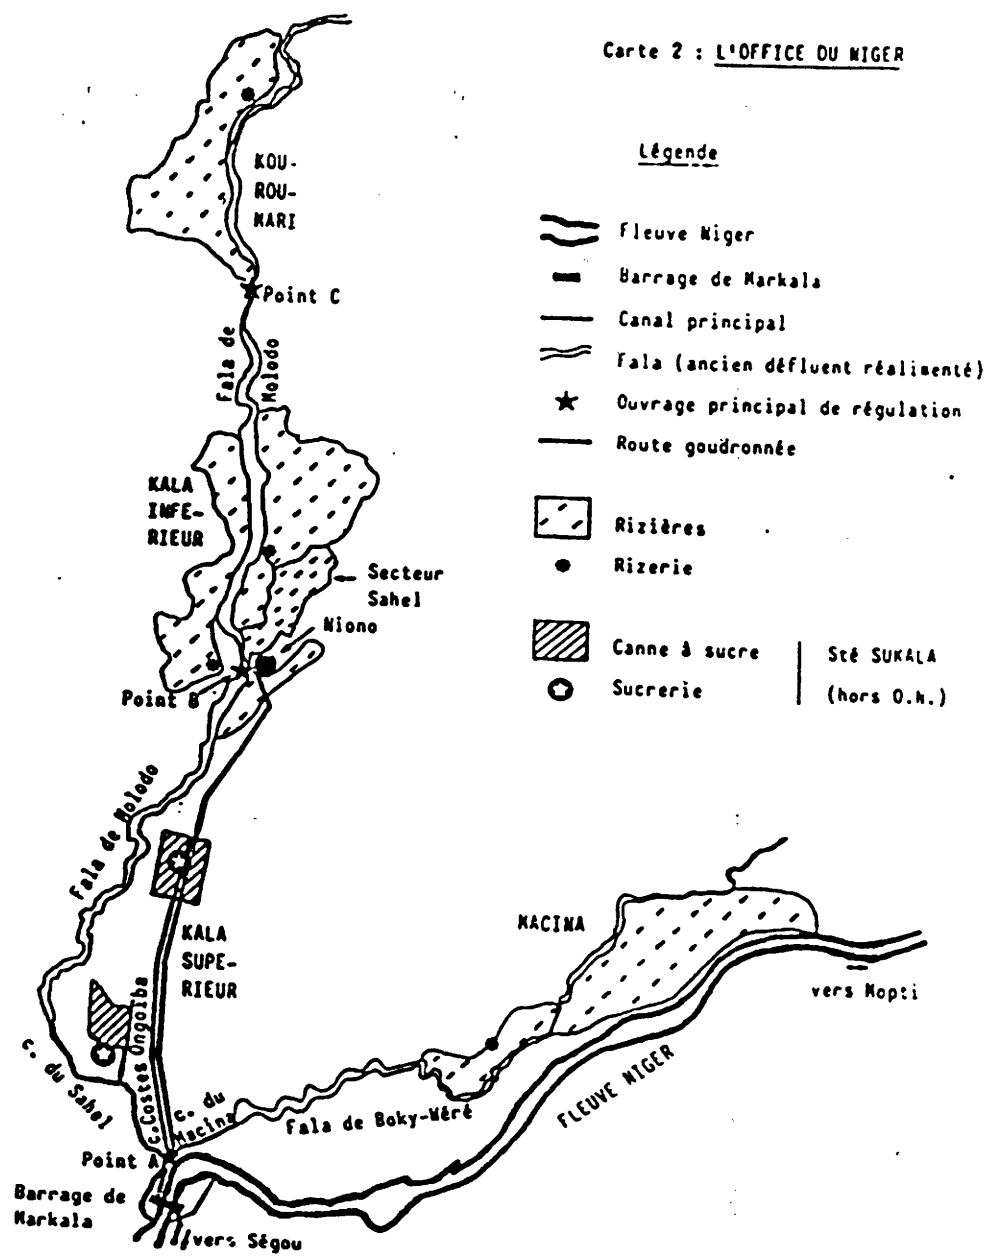 Carte 2 : L'OFFICE DU NIGER
Légende
Fleuve Niger
Barrage de Markala
Canal principal
Fala (ancien défluent réalimenté)
Ouvrage principal de régulation
Route goudronnée
Rizières
Rizerie
Canne à sucre
Sucrerie
Sté SUKALA
(hors O.N.)
KOU-
ROU-
MARI
Point C
Fala de
Molodo
KALA
INFE-
RIEUR
Secteur
Sahel
Niono
Point B
Fala de Molodo
KALA
SUPE-
RIEUR
MACINA
vers Mopti
c. du Sahel
c. Costes Ongoïba
c. du
Macina
Fala de Boky-Wéré
FLEUVE NIGER
Point A
Barrage de
Markala
vers Ségou